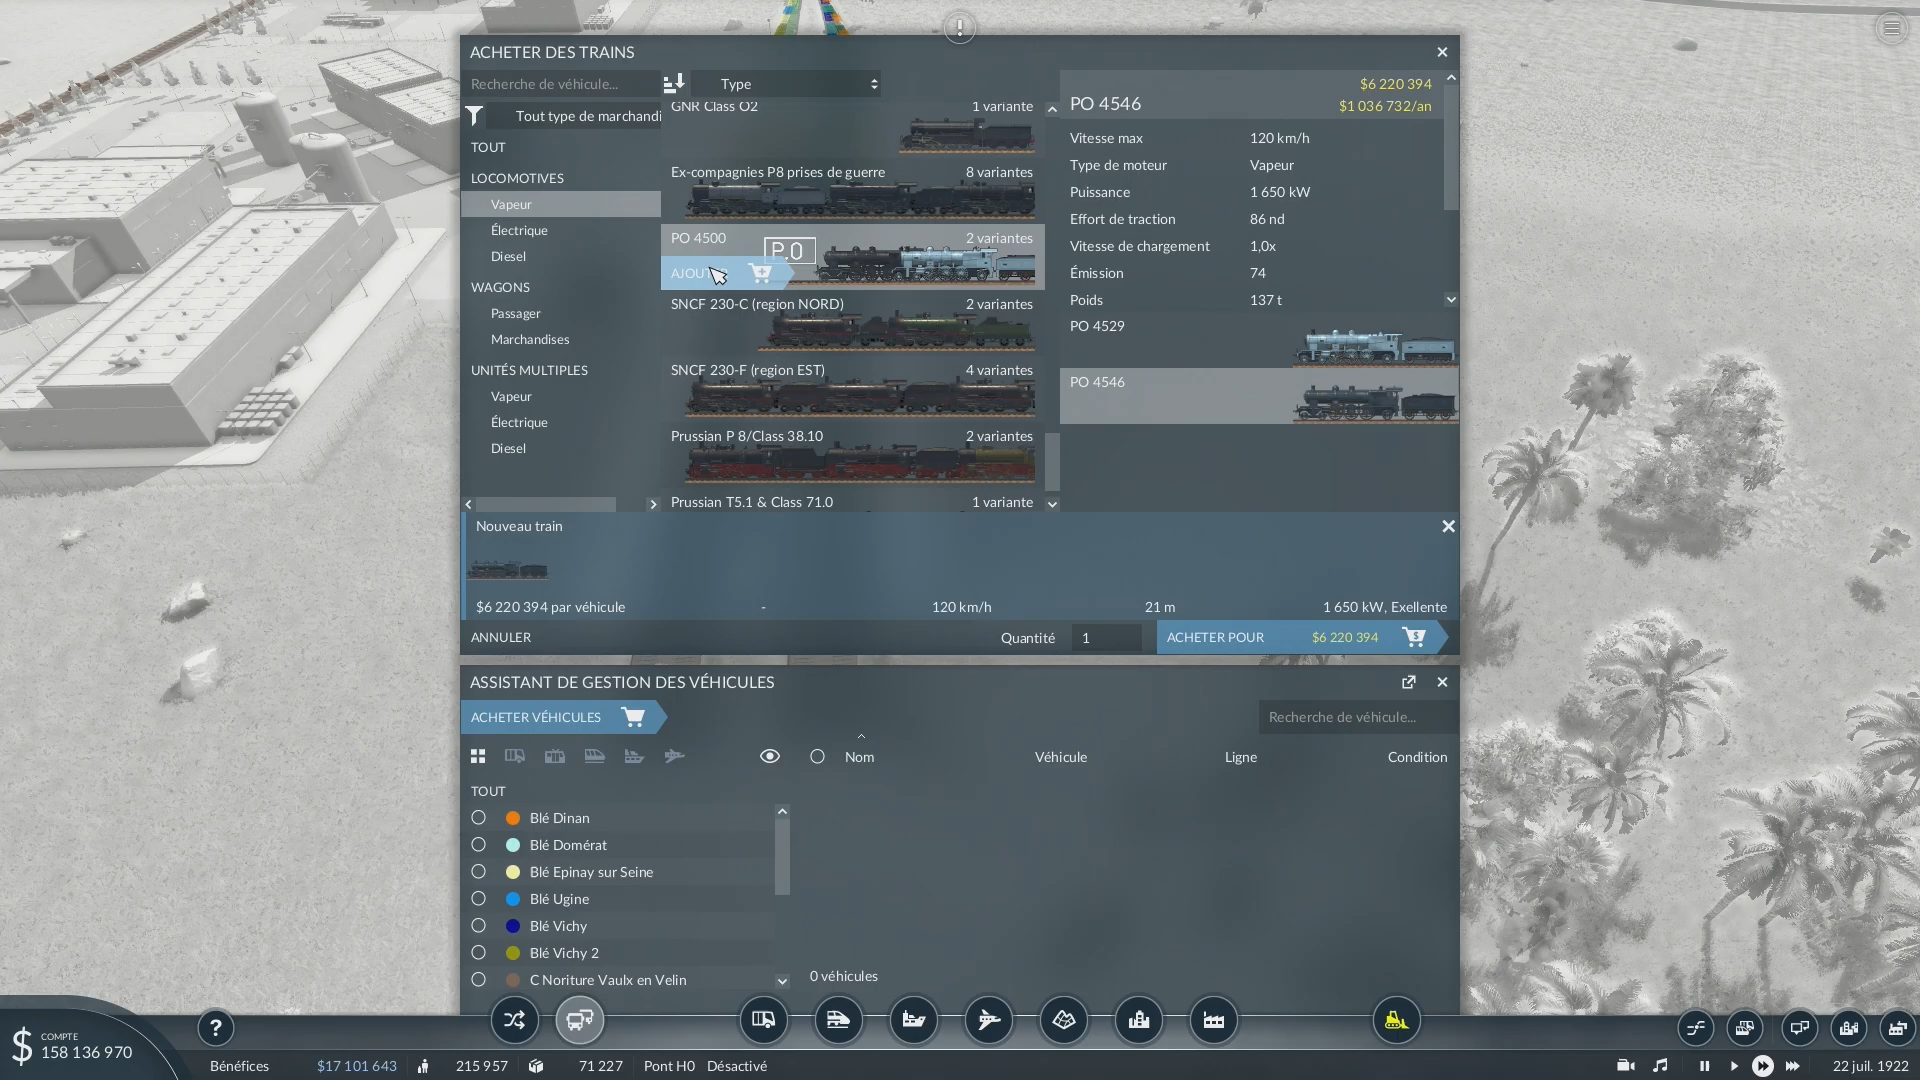 ACHETER DES TRAINS
Recherche de véhicule...
Type
Tout type de marchandi
TOUT
LOCOMOTIVES
Vapeur
Électrique
Diesel
WAGONS
Passager
Marchandises
UNITÉS MULTIPLES
Vapeur
Électrique
Diesel
GNR Class O2 1 variante
Ex-compagnies P8 prises de guerre 8 variantes
PO 4500 2 variantes
P.O
SNCF 230-C (region NORD) 2 variantes
SNCF 230-F (region EST) 4 variantes
Prussian P 8/Class 38.10 2 variantes
Prussian T5.1 & Class 71.0 1 variante
$6 220 394
PO 4546 $1 036 732/an
Vitesse max 120 km/h
Type de moteur Vapeur
Puissance 1 650 kW
Effort de traction 86 nd
Vitesse de chargement 1,0x
Émission 74
Poids 137 t
PO 4529
PO 4546
Nouveau train
$6 220 394 par véhicule - 120 km/h 21 m 1 650 kW, Exellente
ANNULER Quantité 1 ACHETER POUR $6 220 394
ASSISTANT DE GESTION DES VÉHICULES
ACHETER VÉHICULES
Recherche de véhicule...
Nom Véhicule Ligne Condition
TOUT
Blé Dinan
Blé Domérat
Blé Epinay sur Seine
Blé Ugine
Blé Vichy
Blé Vichy 2
C Noriture Vaulx en Velin
0 véhicules
?
$ COMPTE
158 136 970
Bénéfices $17 101 643 215 957 71 227 Pont H0 Désactivé 22 juil. 1922